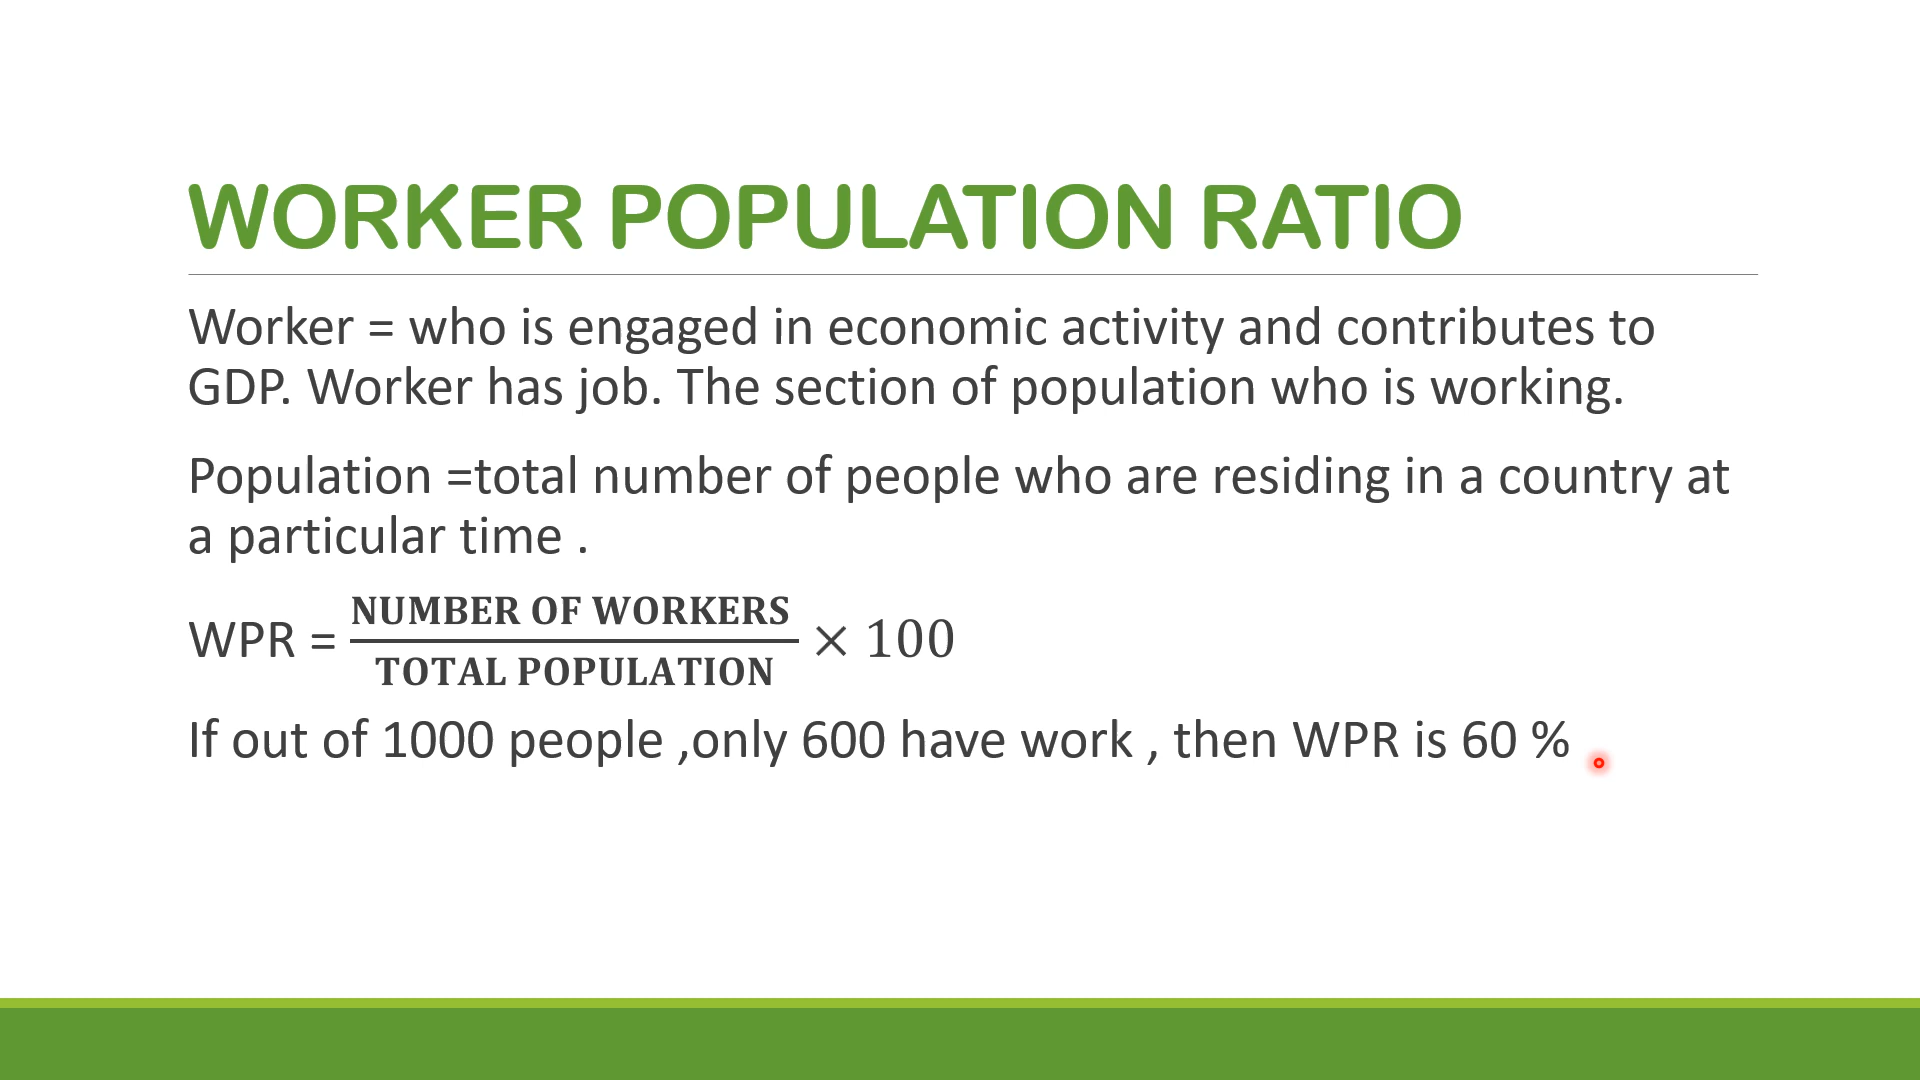 WORKER POPULATION RATIO
Worker = who is engaged in economic activity and contributes to
GDP. Worker has job. The section of population who is working.
Population =total number of people who are residing in a country at
a particular time .
WPR = NUMBER OF WORKERS / TOTAL POPULATION × 100
If out of 1000 people ,only 600 have work , then WPR is 60 %